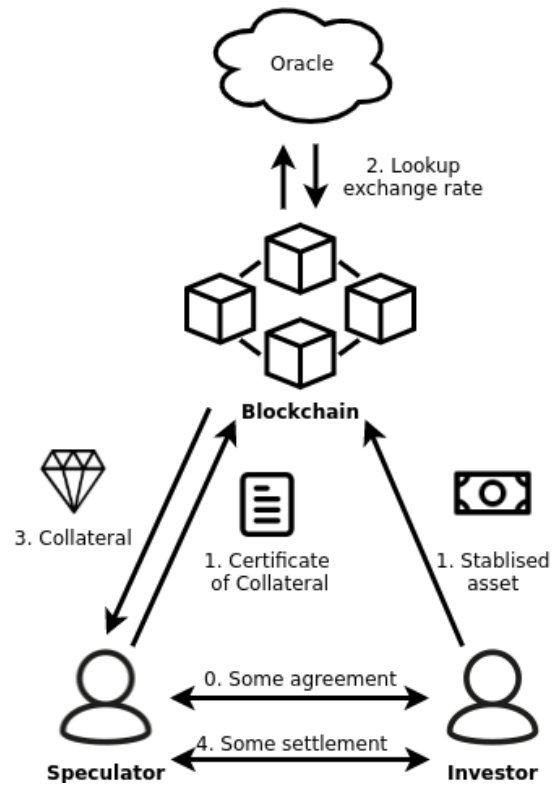 Oracle
2. Lookup
exchange rate
Blockchain
3. Collateral
1. Certificate
of Collateral
1. Stablised
asset
0. Some agreement
4. Some settlement
Speculator
Investor